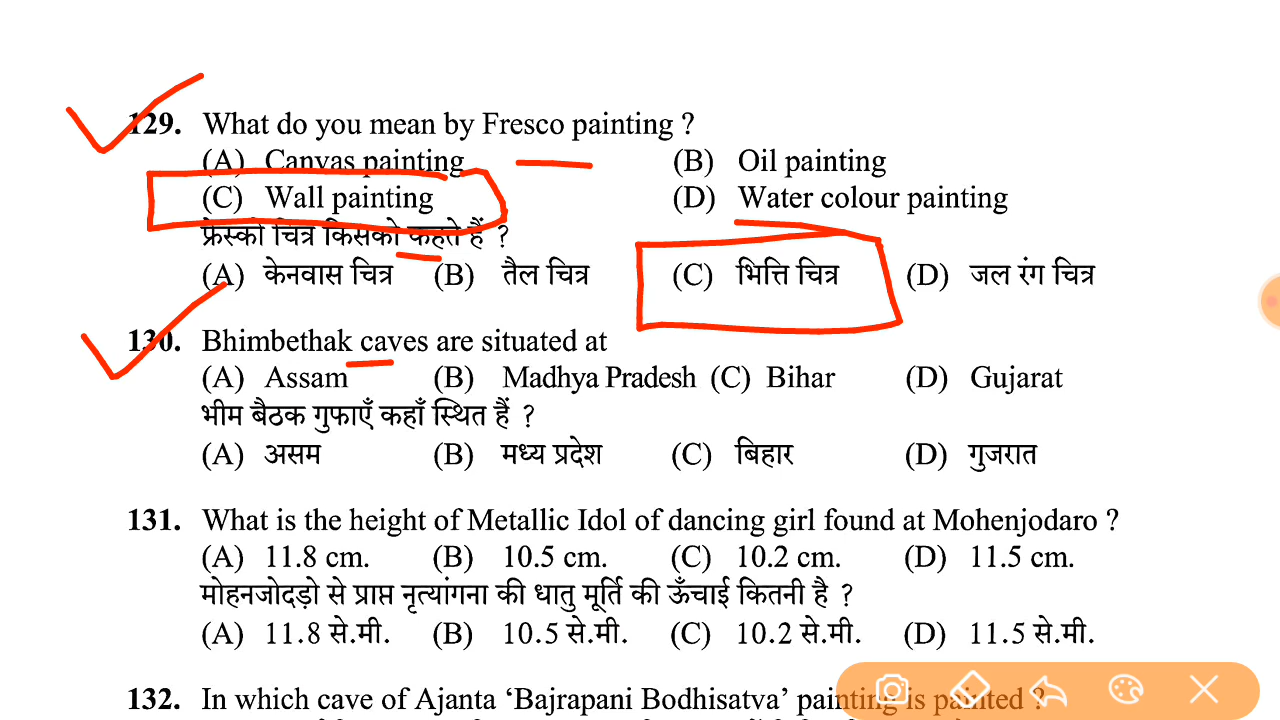 129. What do you mean by Fresco painting ?
(A) Canvas painting (B) Oil painting
(C) Wall painting (D) Water colour painting
फ्रेस्को चित्र किसको कहते हैं ?
(A) केनवास चित्र (B) तैल चित्र (C) भित्ति चित्र (D) जल रंग चित्र
130. Bhimbethak caves are situated at
(A) Assam (B) Madhya Pradesh (C) Bihar (D) Gujarat
भीम बैठक गुफाएँ कहाँ स्थित हैं ?
(A) असम (B) मध्य प्रदेश (C) बिहार (D) गुजरात
131. What is the height of Metallic Idol of dancing girl found at Mohenjodaro ?
(A) 11.8 cm. (B) 10.5 cm. (C) 10.2 cm. (D) 11.5 cm.
मोहनजोदड़ो से प्राप्त नृत्यांगना की धातु मूर्ति की ऊँचाई कितनी है ?
(A) 11.8 से.मी. (B) 10.5 से.मी. (C) 10.2 से.मी. (D) 11.5 से.मी.
132. In which cave of Ajanta ‘Bajrapani Bodhisatva’ painting is painted ?